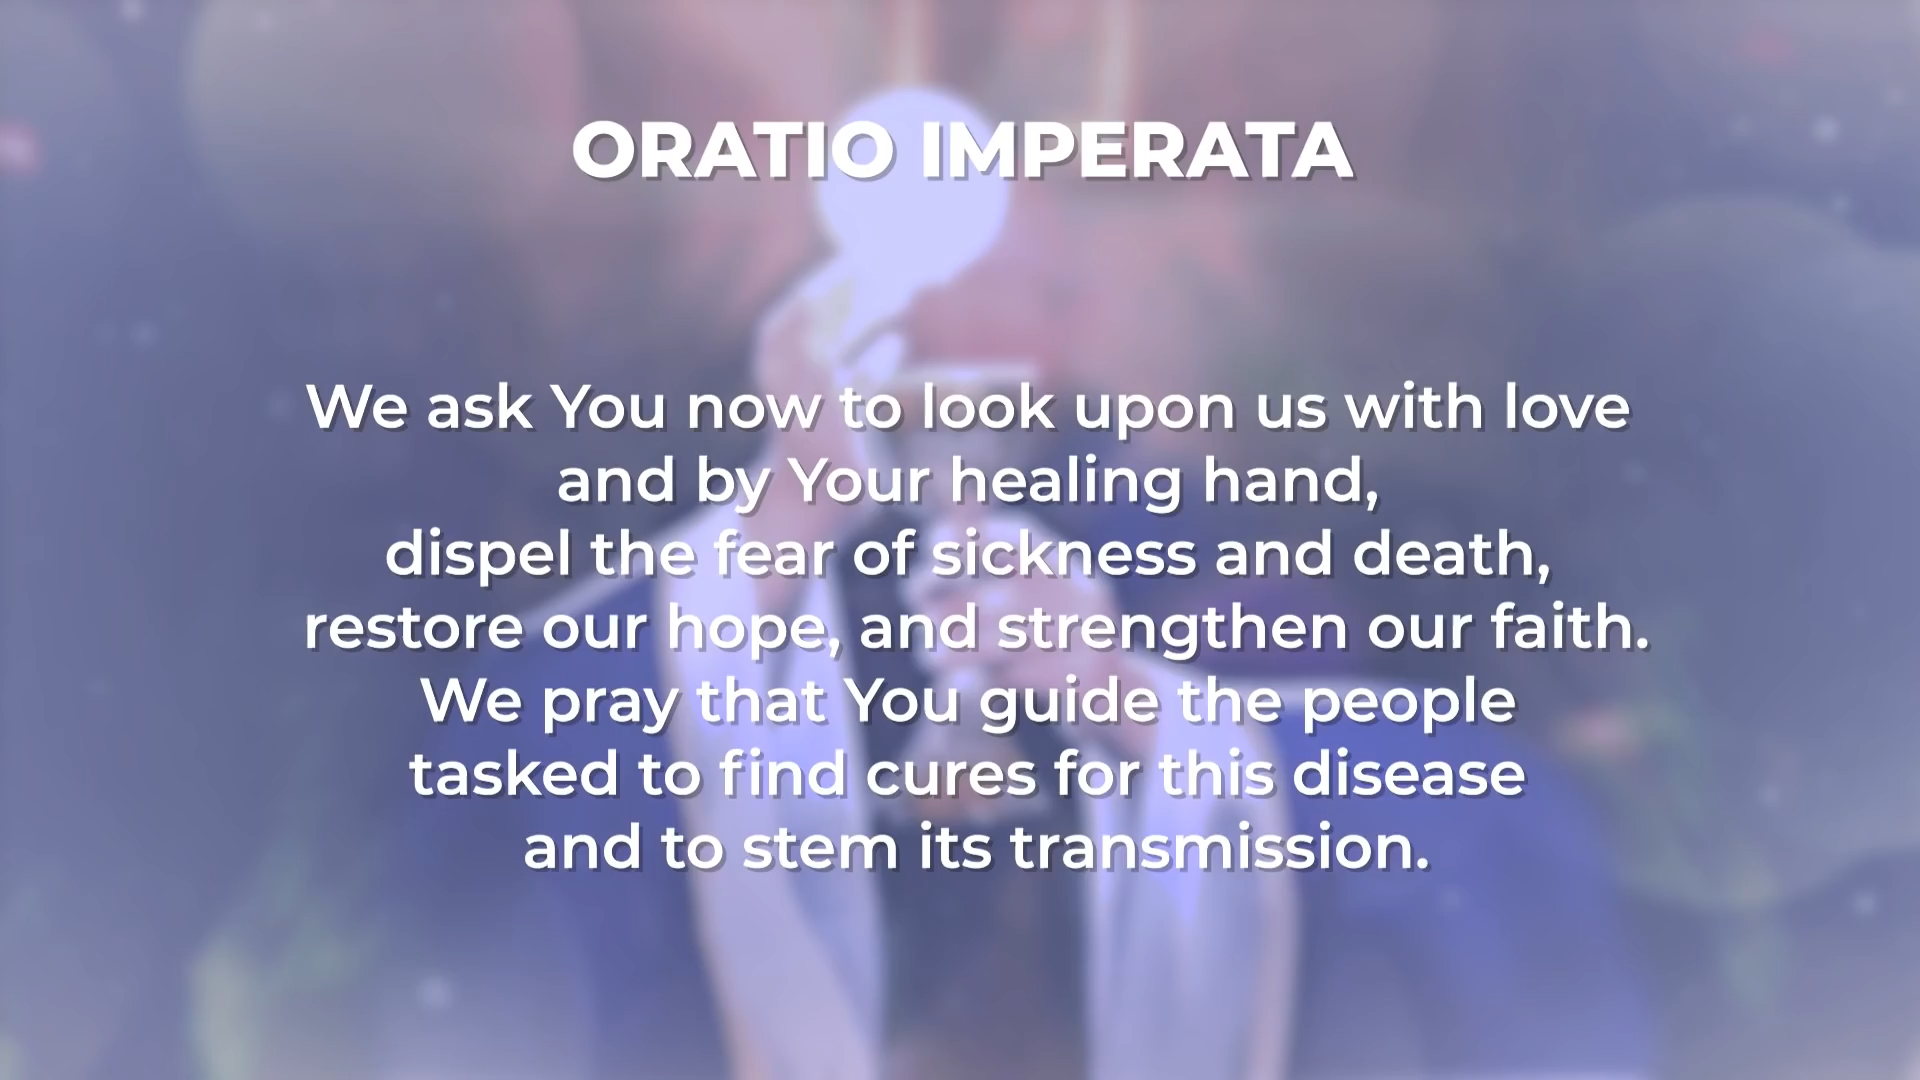 ORATIO IMPERATA
We ask You now to look upon us with love
and by Your healing hand,
dispel the fear of sickness and death,
restore our hope, and strengthen our faith.
We pray that You guide the people
tasked to find cures for this disease
and to stem its transmission.